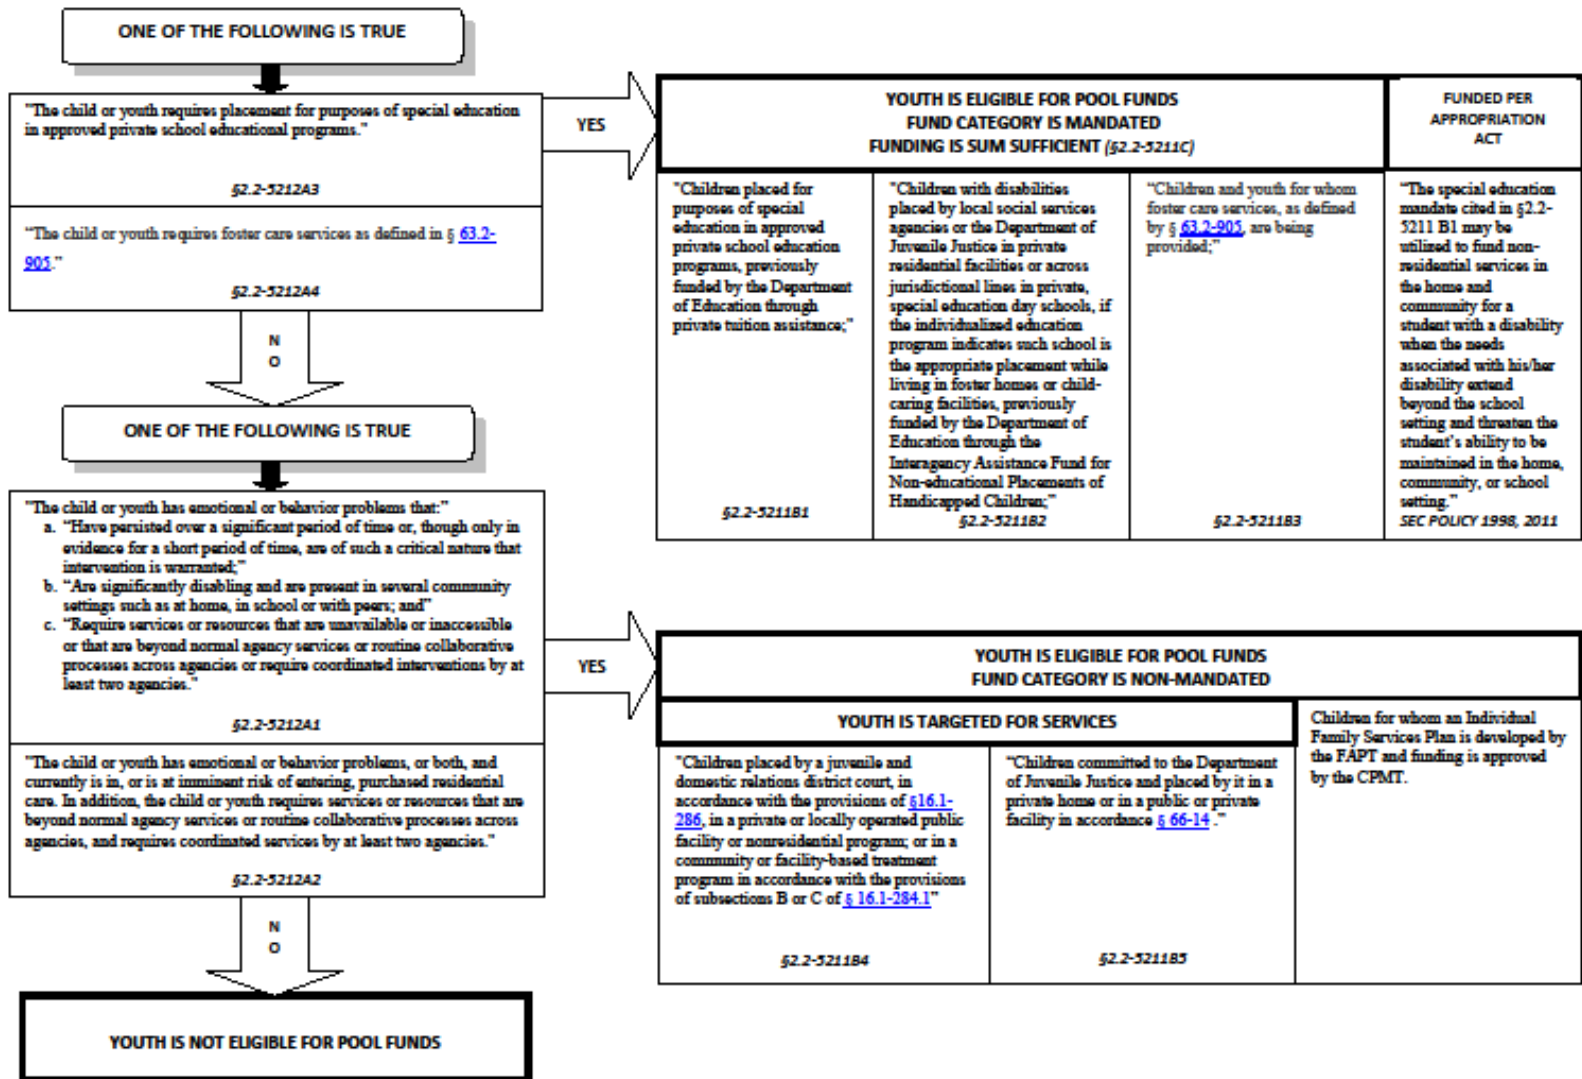 ONE OF THE FOLLOWING IS TRUE
"The child or youth requires placement for purposes of special education
in approved private school educational programs."
§2.2-5212A3
“The child or youth requires foster care services as defined in § 63.2-
905.”
§2.2-5212A4
YES
N
O
YOUTH IS ELIGIBLE FOR POOL FUNDS
FUND CATEGORY IS MANDATED
FUNDING IS SUM SUFFICIENT (§2.2-5211C)
FUNDED PER
APPROPRIATION
ACT
"Children placed for
purposes of special
education in approved
private school education
programs, previously
funded by the Department
of Education through
private tuition assistance;”
§2.2-5211B1
"Children with disabilities
placed by local social services
agencies or the Department of
Juvenile Justice in private
residential facilities or across
jurisdictional lines in private,
special education day schools, if
the individualized education
program indicates such school is
the appropriate placement while
living in foster homes or child-
caring facilities, previously
funded by the Department of
Education through the
Interagency Assistance Fund for
Non-educational Placements of
Handicapped Children;”
§2.2-5211B2
“Children and youth for whom
foster care services, as defined
by § 63.2-905, are being
provided;”
§2.2-5211B3
“The special education
mandate cited in §2.2-
5211 B1 may be
utilized to fund non-
residential services in
the home and
community for a
student with a disability
when the needs
associated with his/her
disability extend
beyond the school
setting and threaten the
student’s ability to be
maintained in the home,
community, or school
setting.”
SEC POLICY 1998, 2011
ONE OF THE FOLLOWING IS TRUE
"The child or youth has emotional or behavior problems that:”
a. “Have persisted over a significant period of time or, though only in
evidence for a short period of time, are of such a critical nature that
intervention is warranted;”
b. “Are significantly disabling and are present in several community
settings such as at home, in school or with peers; and”
c. “Require services or resources that are unavailable or inaccessible
or that are beyond normal agency services or routine collaborative
processes across agencies or require coordinated interventions by at
least two agencies.”
§2.2-5212A1
"The child or youth has emotional or behavior problems, or both, and
currently is in, or is at imminent risk of entering, purchased residential
care. In addition, the child or youth requires services or resources that are
beyond normal agency services or routine collaborative processes across
agencies, and requires coordinated services by at least two agencies."
§2.2-5212A2
YES
N
O
YOUTH IS ELIGIBLE FOR POOL FUNDS
FUND CATEGORY IS NON-MANDATED
YOUTH IS TARGETED FOR SERVICES
"Children placed by a juvenile and
domestic relations district court, in
accordance with the provisions of §16.1-
286, in a private or locally operated public
facility or nonresidential program; or in a
community or facility-based treatment
program in accordance with the provisions
of subsections B or C of § 16.1-284.1”
§2.2-5211B4
“Children committed to the Department
of Juvenile Justice and placed by it in a
private home or in a public or private
facility in accordance § 66-14 .”
§2.2-5211B5
Children for whom an Individual
Family Services Plan is developed by
the FAPT and funding is approved
by the CPMT.
YOUTH IS NOT ELIGIBLE FOR POOL FUNDS